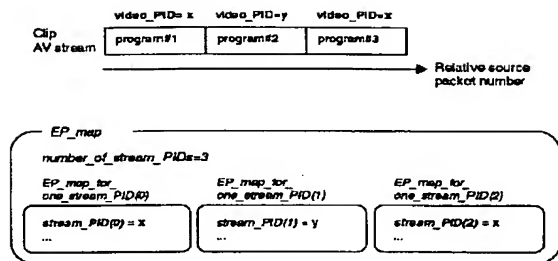 video_PID= x video_PID=y video_PID=x
Clip
AV stream
program#1 program#2 program#3
Relative source
packet number
EP_map
number_of_stream_PIDs=3
EP_map_for_
one_stream_PID(0)
EP_map_for_
one_stream_PID(1)
EP_map_for_
one_stream_PID(2)
stream_PID(0) = x
...
stream_PID(1) = y
...
stream_PID(2) = x
...